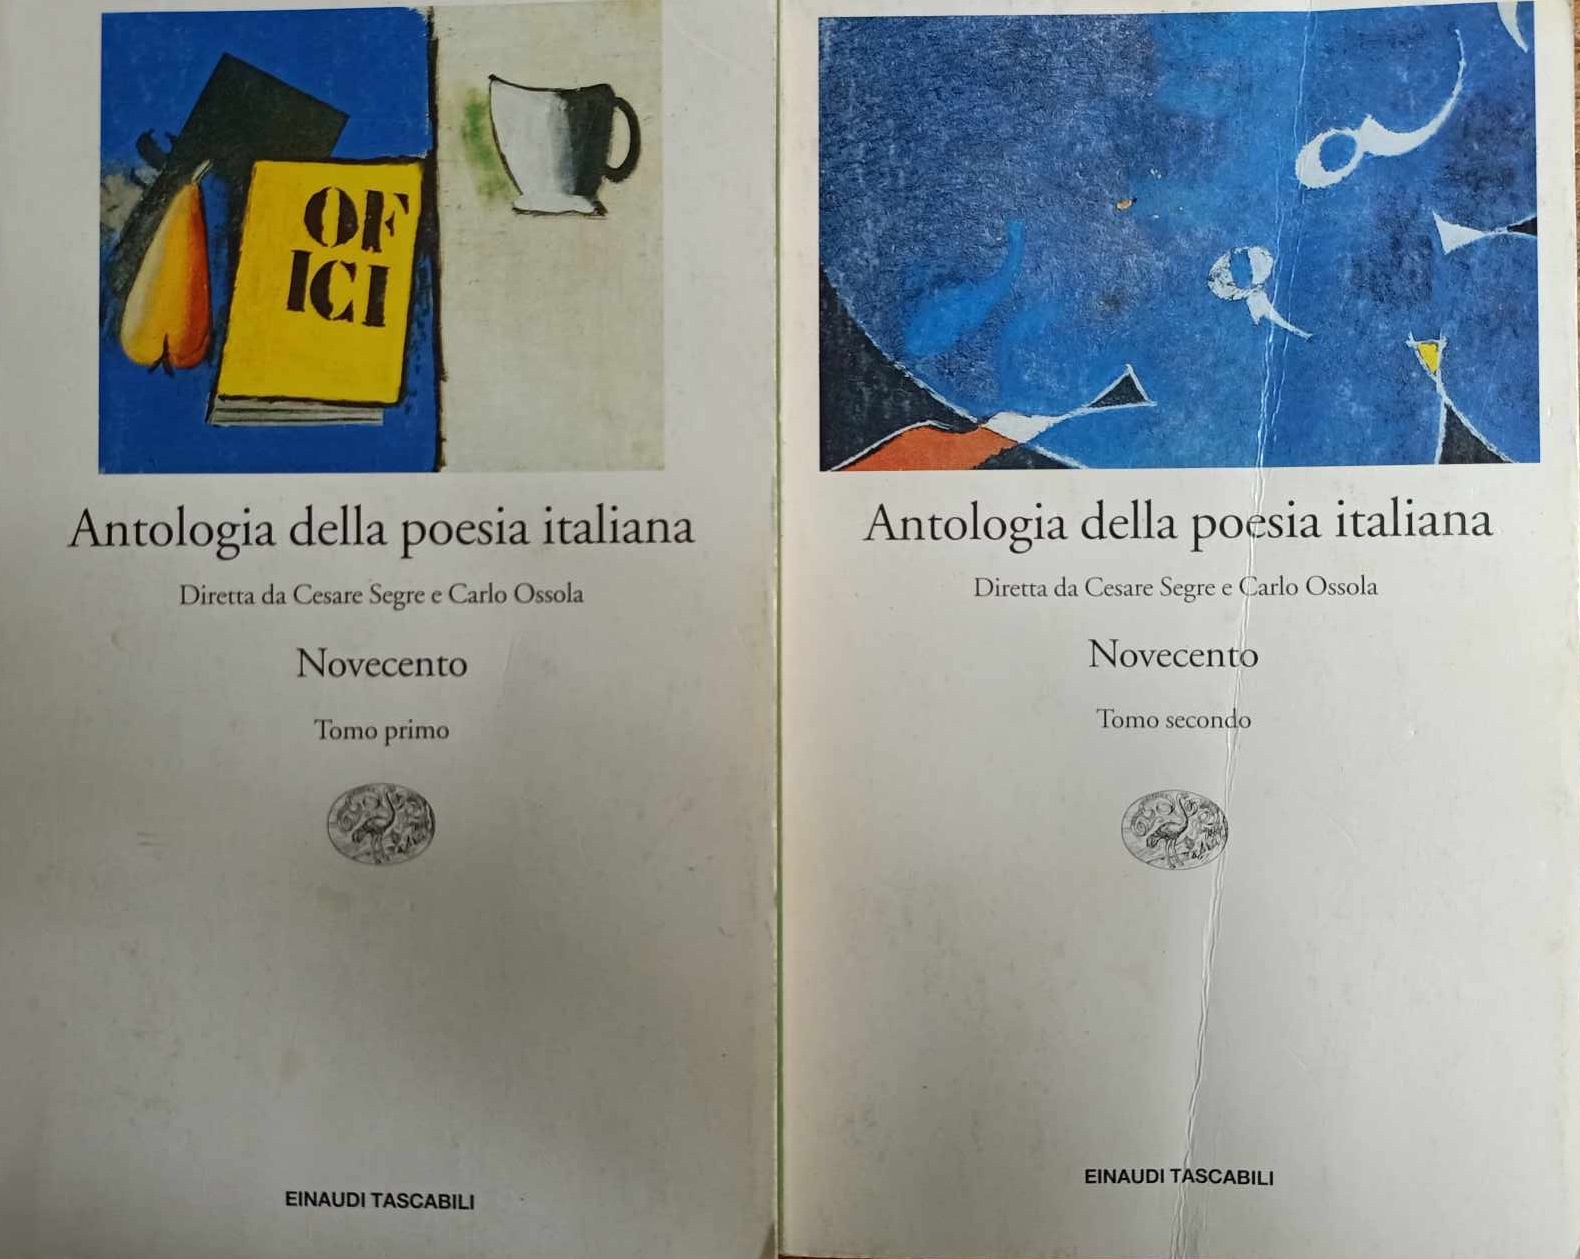 OF
ICI
Antologia della poesia italiana
Diretta da Cesare Segre e Carlo Ossola
Novecento
Tomo primo
EINAUDI TASCABILI
Antologia della poesia italiana
Diretta da Cesare Segre e Carlo Ossola
Novecento
Tomo secondo
EINAUDI TASCABILI